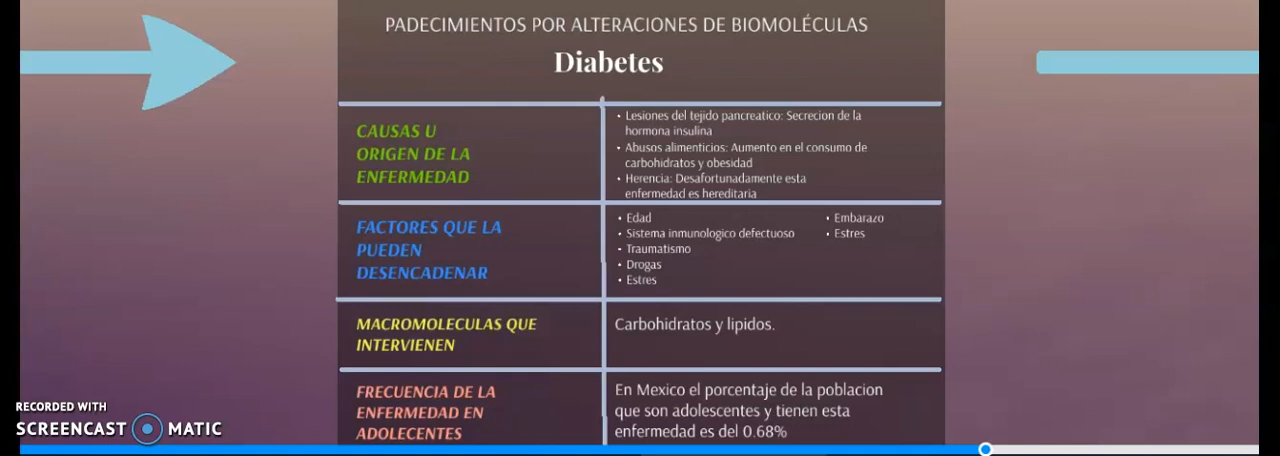 PADECIMIENTOS POR ALTERACIONES DE BIOMOLÉCULAS
Diabetes
CAUSAS U
ORIGEN DE LA
ENFERMEDAD
• Lesiones del tejido pancreatico: Secrecion de la
hormona insulina
• Abusos alimenticios: Aumento en el consumo de
carbohidratos y obesidad
• Herencia: Desafortunadamente esta
enfermedad es hereditaria
FACTORES QUE LA
PUEDEN
DESENCADENAR
• Edad
• Sistema inmunologico defectuoso
• Traumatismo
• Drogas
• Estres
• Embarazo
• Estres
MACROMOLECULAS QUE
INTERVIENEN
Carbohidratos y lipidos.
FRECUENCIA DE LA
ENFERMEDAD EN
ADOLECENTES
En Mexico el porcentaje de la poblacion
que son adolescentes y tienen esta
enfermedad es del 0.68%
RECORDED WITH
SCREENCAST MATIC